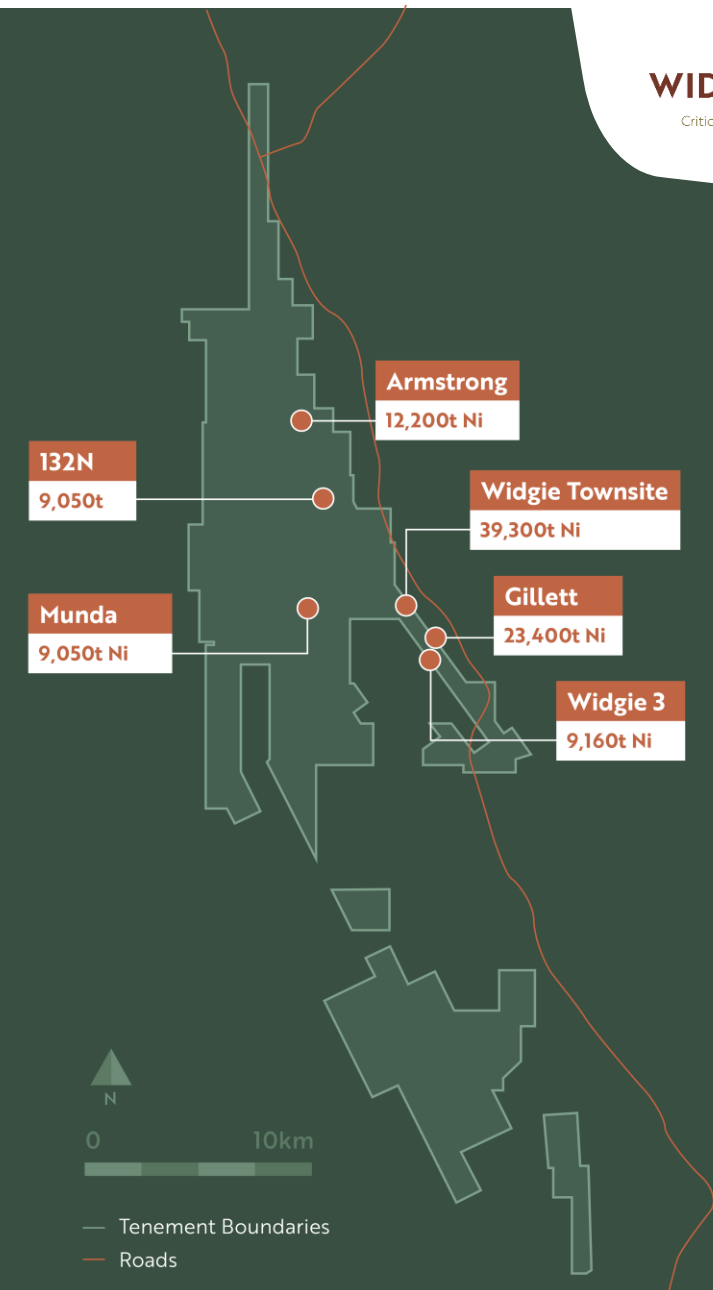 WID
Critic
Armstrong
12,200t Ni
132N
9,050t
Widgie Townsite
39,300t Ni
Gillett
23,400t Ni
Munda
9,050t Ni
Widgie 3
9,160t Ni
N
0 10km
Tenement Boundaries
Roads